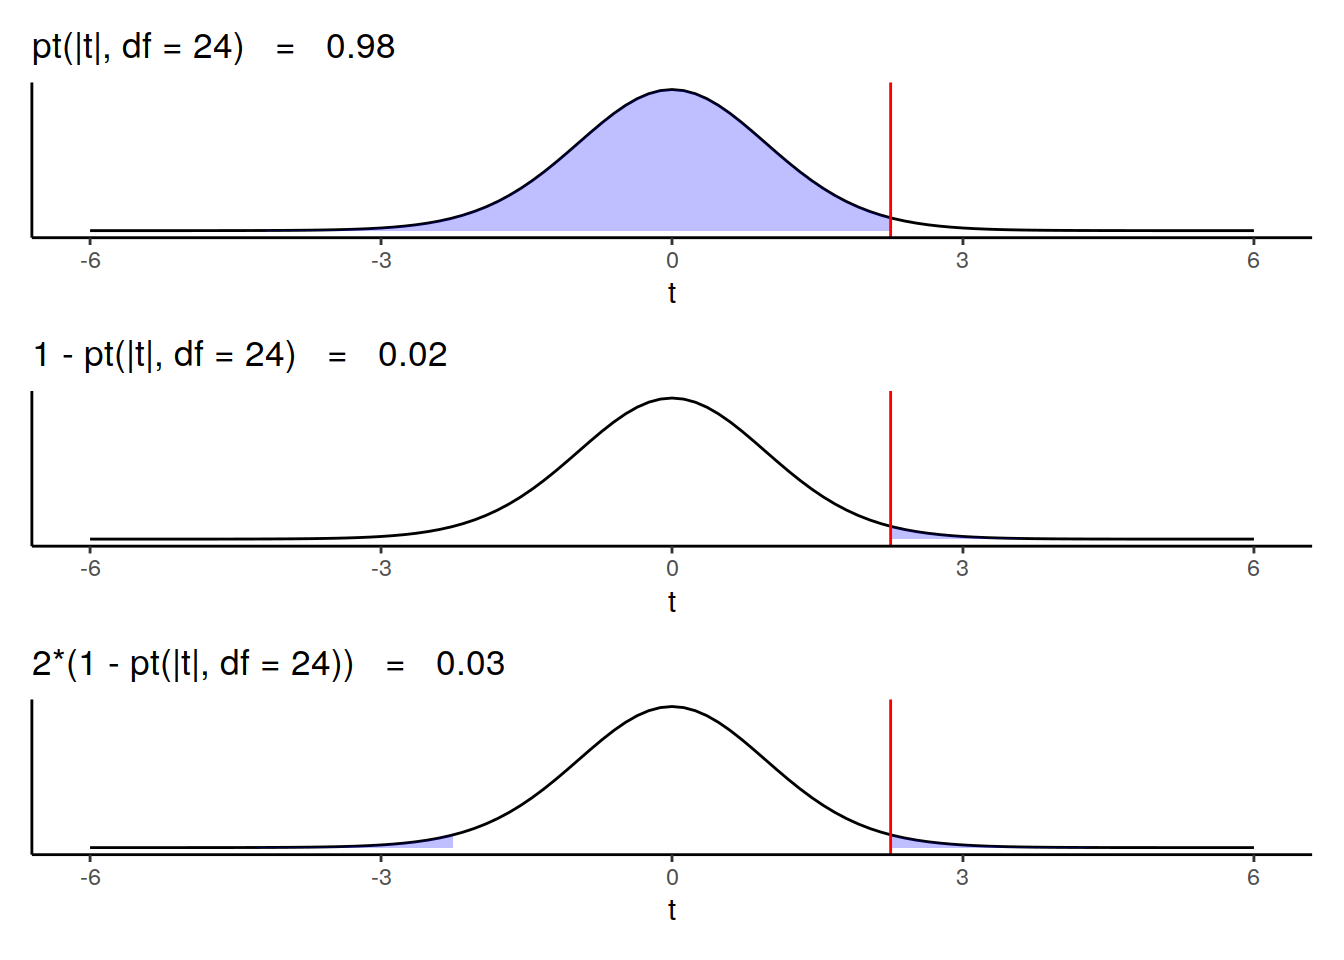 pt(|t|, df = 24)   =   0.98
-6 -3 0 3 6
t
1 - pt(|t|, df = 24)   =   0.02
-6 -3 0 3 6
t
2*(1 - pt(|t|, df = 24))   =   0.03
-6 -3 0 3 6
t